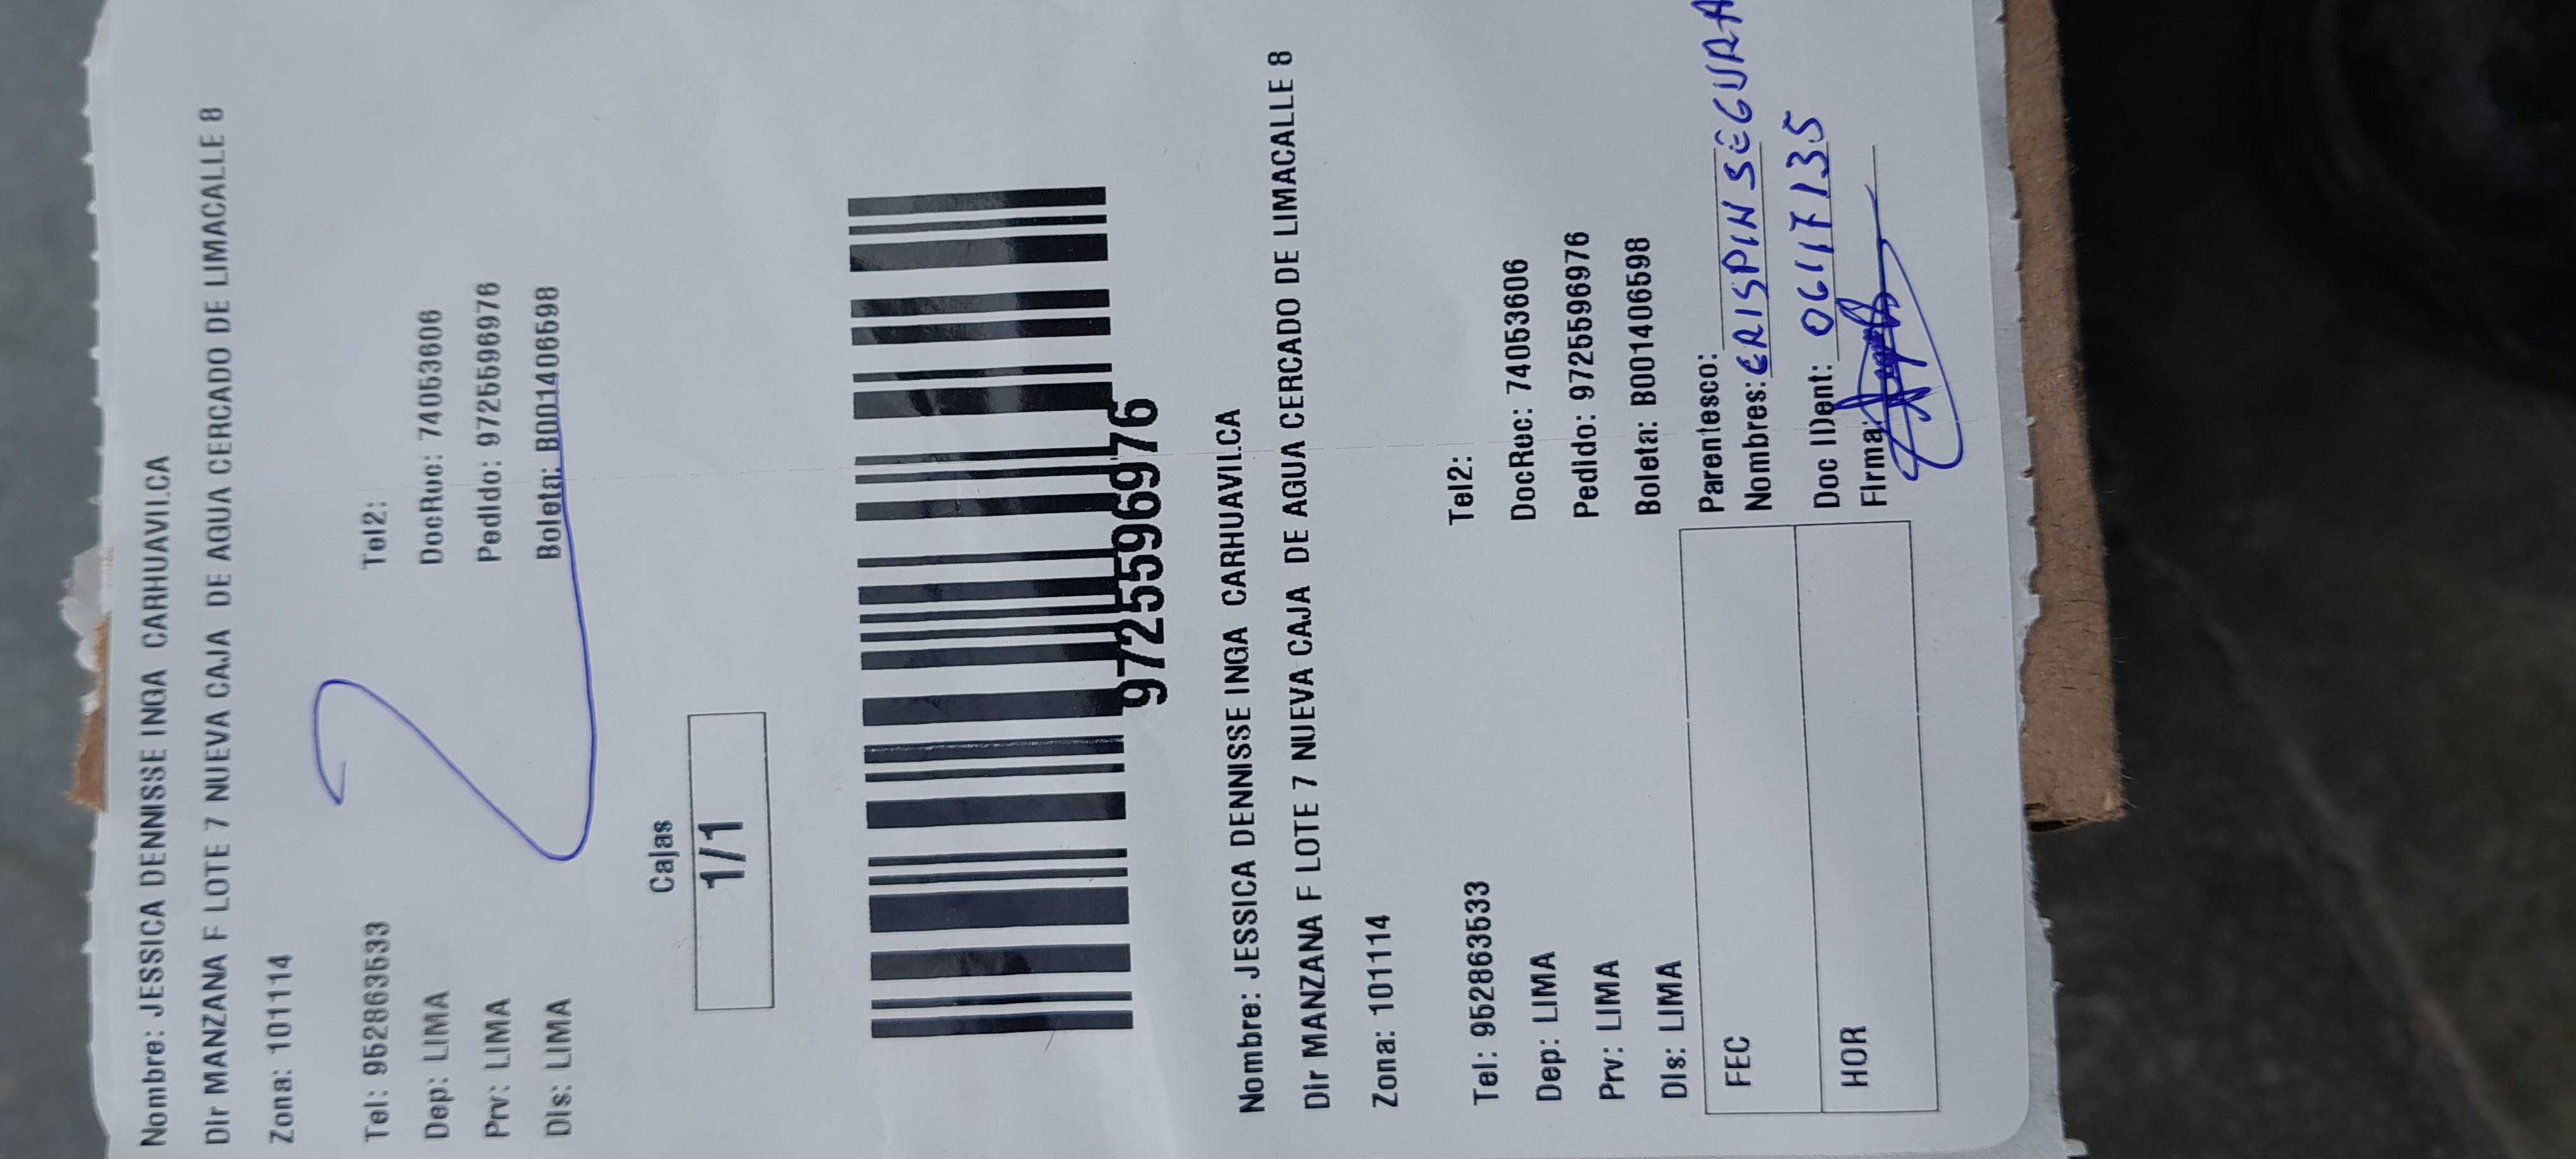 Nombre: JESSICA DENNISSE INGA CARHUAVILCA
Dir MANZANA F LOTE 7 NUEVA CAJA DE AGUA CERCADO DE LIMACALLE 8
Zona: 101114
Tel: 952863533 Tel2:
Dep: LIMA DocRec: 74053606
Prv: LIMA Pedido: 9725596976
Dis: LIMA Boleta: B001406598
2
Cajas
1/1
9725596976
Nombre: JESSICA DENNISSE INGA CARHUAVILCA
Dir MANZANA F LOTE 7 NUEVA CAJA DE AGUA CERCADO DE LIMACALLE 8
Zona: 101114
Tel: 952863533 Tel2:
Dep: LIMA DocRec: 74053606
Prv: LIMA Pedido: 9725596976
Dis: LIMA Boleta: B001406598
FEC Parentesco:
Nombres: CRISPIN SEGURA
HOR Doc IDent: 06117135
Firma: